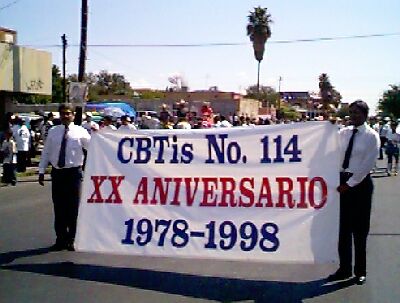 CBTis No. 114
XX ANIVERSARIO
1978-1998